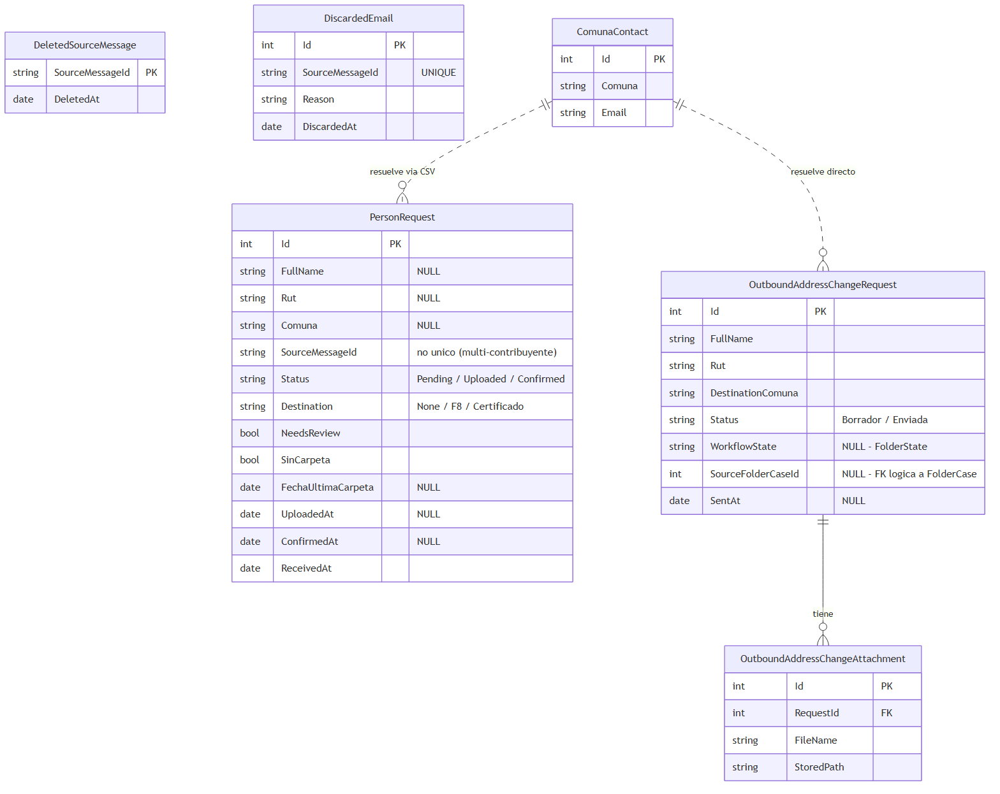 DeletedSourceMessage
string SourceMessageId PK
date DeletedAt
DiscardedEmail
int Id PK
string SourceMessageId UNIQUE
string Reason
date DiscardedAt
ComunaContact
int Id PK
string Comuna
string Email
resuelve via CSV
resuelve directo
PersonRequest
int Id PK
string FullName NULL
string Rut NULL
string Comuna NULL
string SourceMessageId no unico (multi-contribuyente)
string Status Pending / Uploaded / Confirmed
string Destination None / F8 / Certificado
bool NeedsReview
bool SinCarpeta
date FechaUltimaCarpeta NULL
date UploadedAt NULL
date ConfirmedAt NULL
date ReceivedAt
OutboundAddressChangeRequest
int Id PK
string FullName
string Rut
string DestinationComuna
string Status Borrador / Enviada
string WorkflowState NULL - FolderState
int SourceFolderCaseId NULL - FK logica a FolderCase
date SentAt NULL
tiene
OutboundAddressChangeAttachment
int Id PK
int RequestId FK
string FileName
string StoredPath